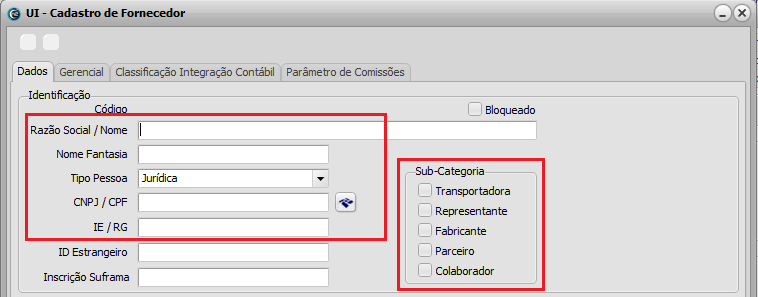 UI - Cadastro de Fornecedor
Dados Gerencial Classificação Integração Contábil Parâmetro de Comissões
Identificação
Código
Bloqueado
Razão Social / Nome
Nome Fantasia
Tipo Pessoa Jurídica
CNPJ / CPF
IE / RG
ID Estrangeiro
Inscrição Suframa
Sub-Categoria
Transportadora
Representante
Fabricante
Parceiro
Colaborador